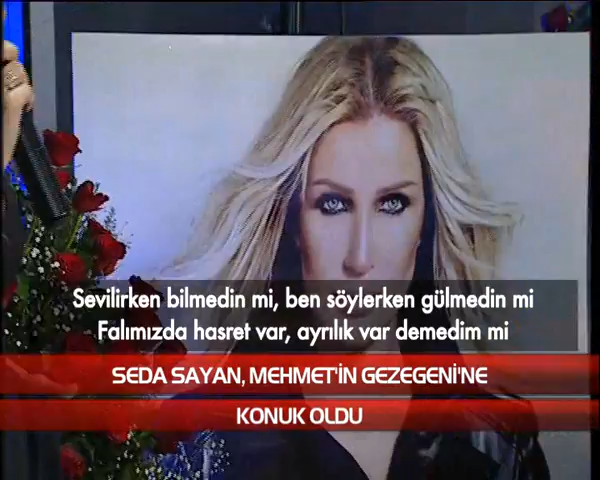 Sevilirken bilmedin mi, ben söylerken gülmedin mi
Falımızda hasret var, ayrılık var demedim mi
SEDA SAYAN, MEHMET'İN GEZEGENİ'NE
KONUK OLDU